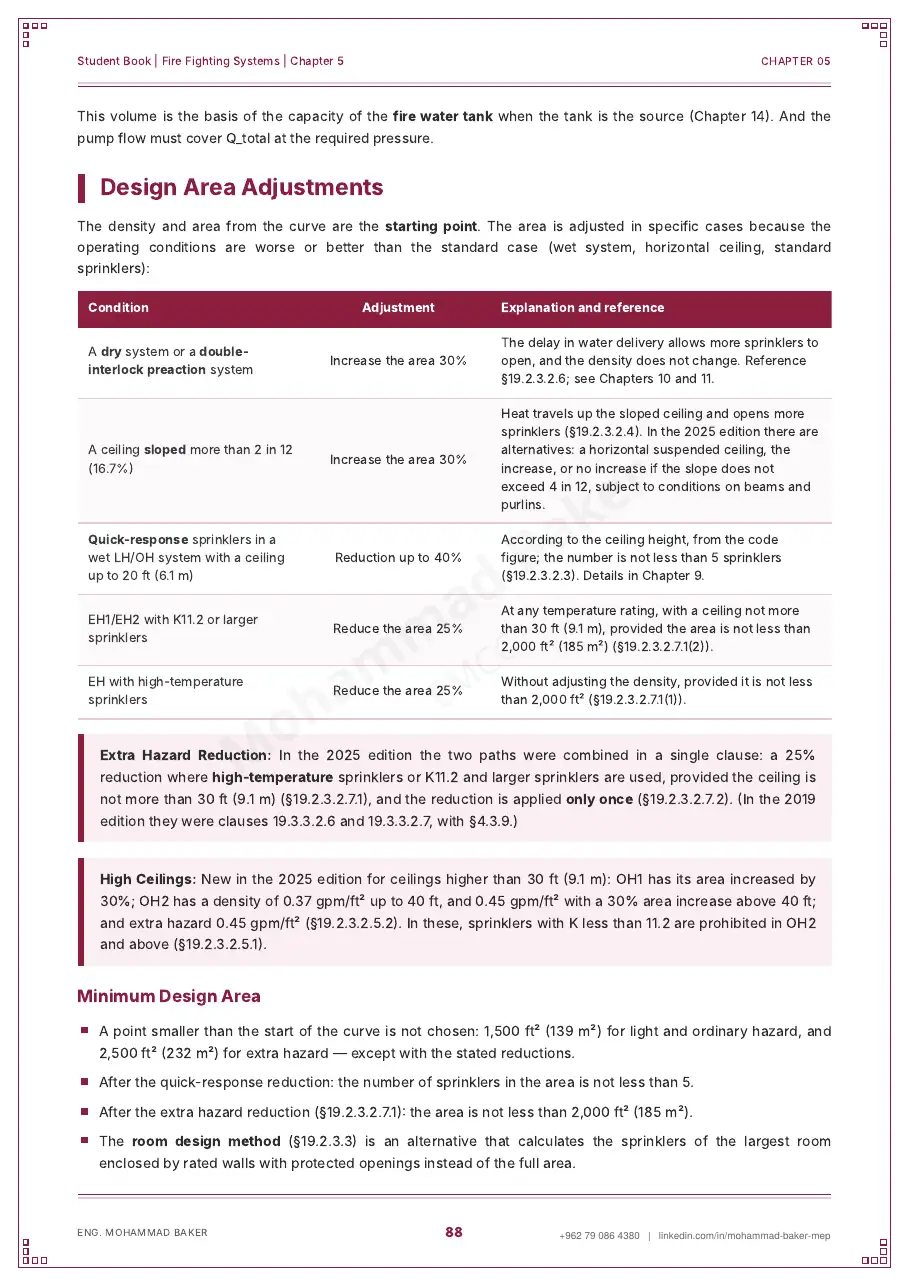 Student Book | Fire Fighting Systems | Chapter 5
CHAPTER 05
This volume is the basis of the capacity of the fire water tank when the tank is the source (Chapter 14). And the
pump flow must cover Q_total at the required pressure.
Design Area Adjustments
The density and area from the curve are the starting point. The area is adjusted in specific cases because the
operating conditions are worse or better than the standard case (wet system, horizontal ceiling, standard
sprinklers):
Condition
Adjustment
Explanation and reference
A dry system or a double-
interlock preaction system
Increase the area 30%
The delay in water delivery allows more sprinklers to
open, and the density does not change. Reference
§19.2.3.2.6; see Chapters 10 and 11.
A ceiling sloped more than 2 in 12
(16.7%)
Increase the area 30%
Heat travels up the sloped ceiling and opens more
sprinklers (§19.2.3.2.4). In the 2025 edition there are
alternatives: a horizontal suspended ceiling, the
increase, or no increase if the slope does not
exceed 4 in 12, subject to conditions on beams and
purlins.
Quick-response sprinklers in a
wet LH/OH system with a ceiling
up to 20 ft (6.1 m)
Reduction up to 40%
According to the ceiling height, from the code
figure; the number is not less than 5 sprinklers
(§19.2.3.2.3). Details in Chapter 9.
EH1/EH2 with K11.2 or larger
sprinklers
Reduce the area 25%
At any temperature rating, with a ceiling not more
than 30 ft (9.1 m), provided the area is not less than
2,000 ft² (185 m²) (§19.2.3.2.7.1(2)).
EH with high-temperature
sprinklers
Reduce the area 25%
Without adjusting the density, provided it is not less
than 2,000 ft² (§19.2.3.2.7.1(1)).
Mohammad Baker
Extra Hazard Reduction: In the 2025 edition the two paths were combined in a single clause: a 25%
reduction where high-temperature sprinklers or K11.2 and larger sprinklers are used, provided the ceiling is
not more than 30 ft (9.1 m) (§19.2.3.2.7.1), and the reduction is applied only once (§19.2.3.2.7.2). (In the 2019
edition they were clauses 19.3.3.2.6 and 19.3.3.2.7, with §4.3.9.)
High Ceilings: New in the 2025 edition for ceilings higher than 30 ft (9.1 m): OH1 has its area increased by
30%; OH2 has a density of 0.37 gpm/ft² up to 40 ft, and 0.45 gpm/ft² with a 30% area increase above 40 ft;
and extra hazard 0.45 gpm/ft² (§19.2.3.2.5.2). In these, sprinklers with K less than 11.2 are prohibited in OH2
and above (§19.2.3.2.5.1).
Minimum Design Area
A point smaller than the start of the curve is not chosen: 1,500 ft² (139 m²) for light and ordinary hazard, and
2,500 ft² (232 m²) for extra hazard — except with the stated reductions.
After the quick-response reduction: the number of sprinklers in the area is not less than 5.
After the extra hazard reduction (§19.2.3.2.7.1): the area is not less than 2,000 ft² (185 m²).
The room design method (§19.2.3.3) is an alternative that calculates the sprinklers of the largest room
enclosed by rated walls with protected openings instead of the full area.
ENG. MOHAMMAD BAKER
88
+962 79 086 4380 | linkedin.com/in/mohammad-baker-mep